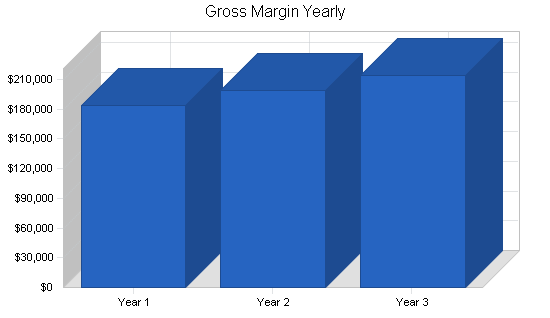 Gross Margin Yearly
$210,000
$180,000
$150,000
$120,000
$90,000
$60,000
$30,000
$0
Year 1
Year 2
Year 3